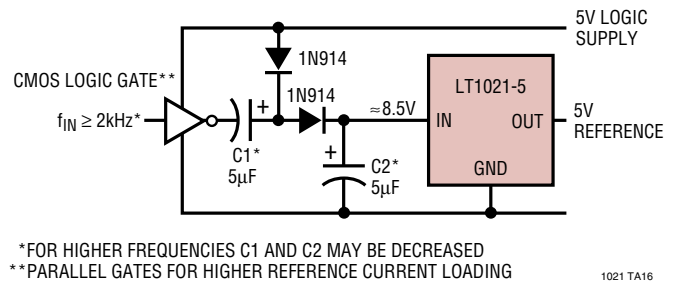 5V LOGIC
SUPPLY
1N914
CMOS LOGIC GATE**
1N914
LT1021-5
fIN ≥ 2kHz*
+
≈8.5V
IN
OUT
5V
REFERENCE
C1*
5μF
+
C2*
5μF
GND
*FOR HIGHER FREQUENCIES C1 AND C2 MAY BE DECREASED
**PARALLEL GATES FOR HIGHER REFERENCE CURRENT LOADING
1021 TA16